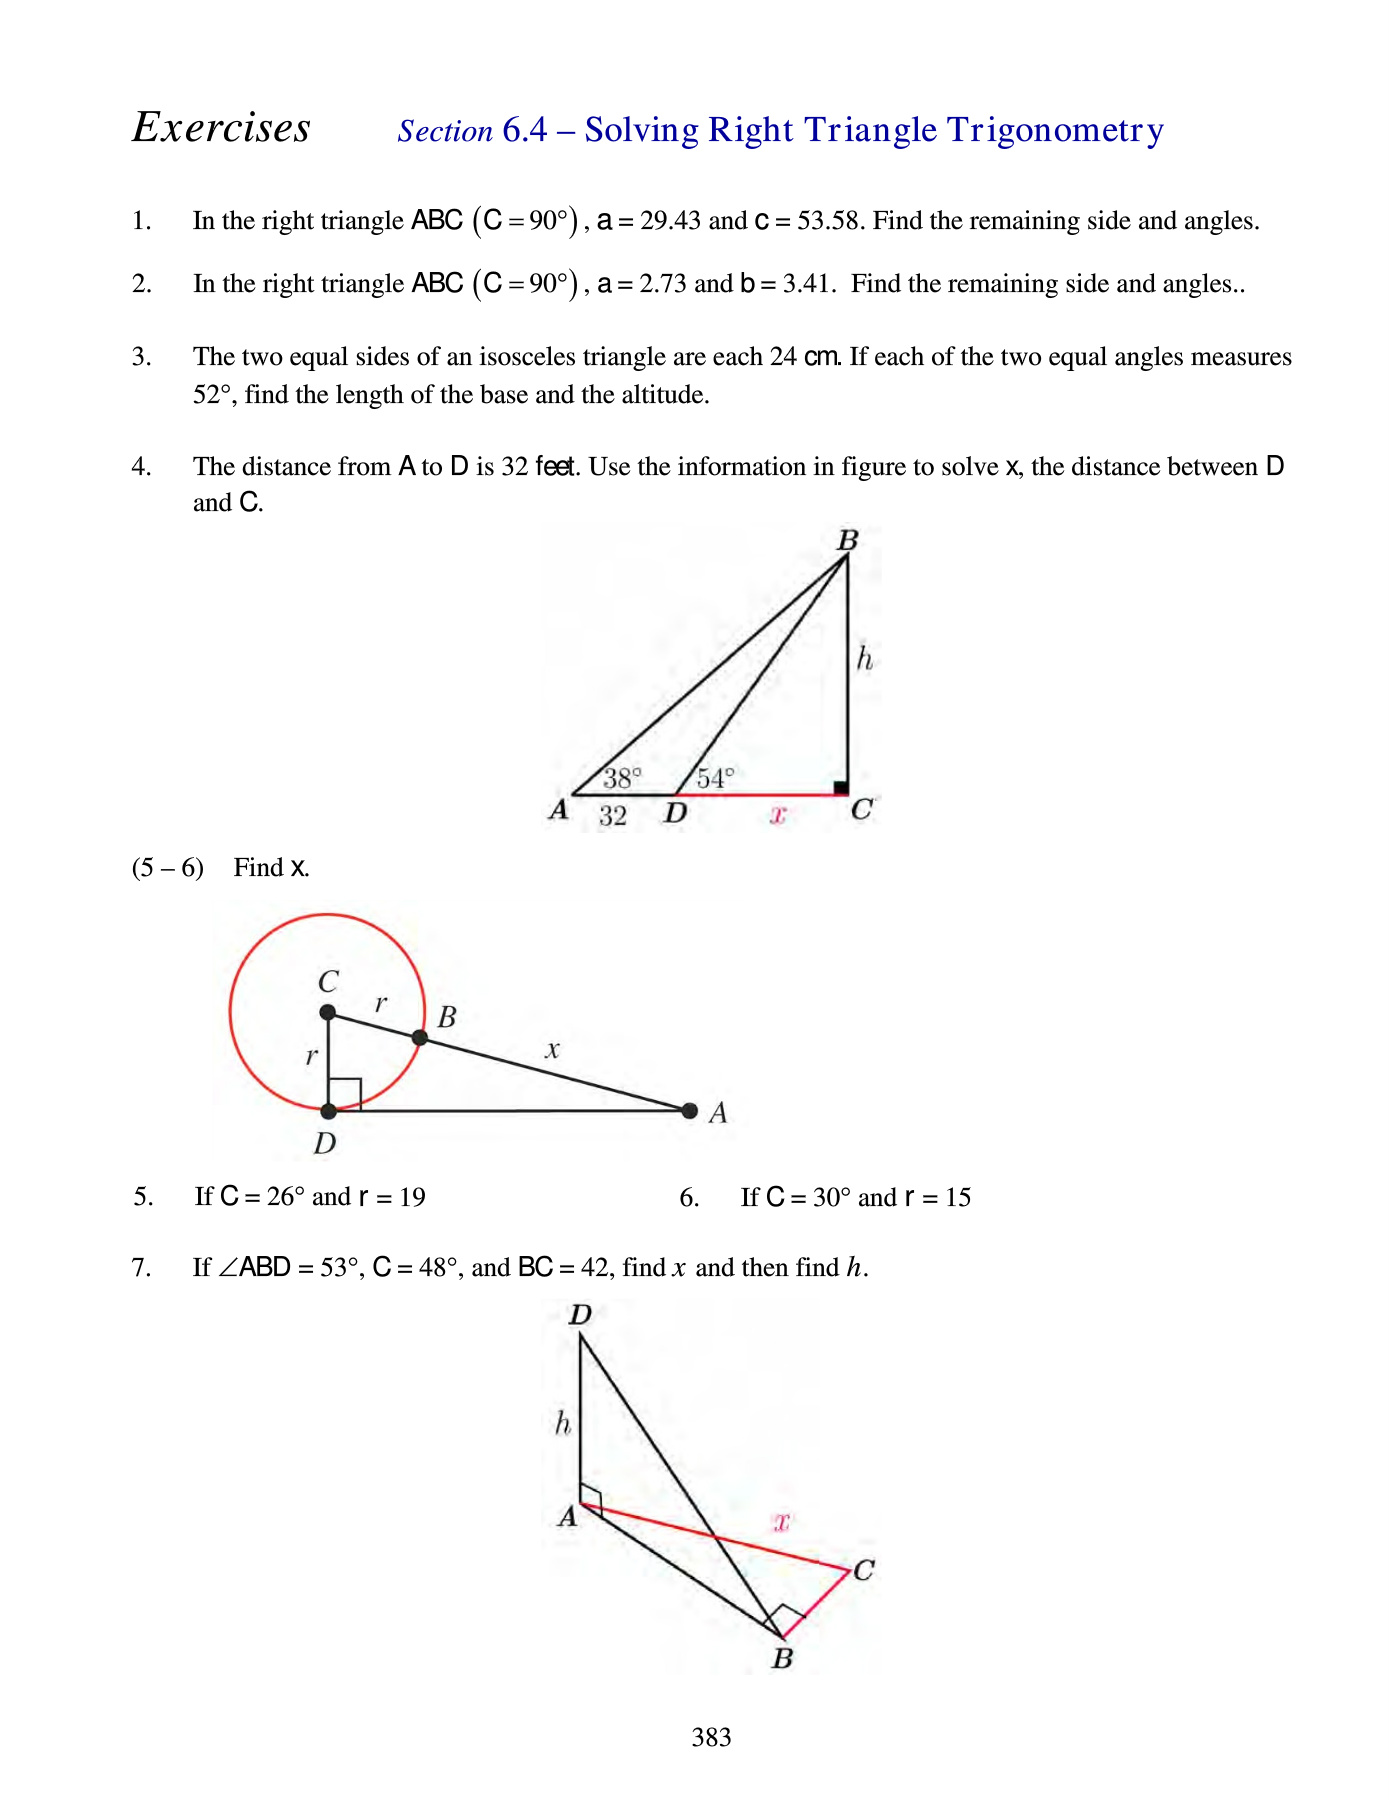 Exercises Section 6.4 – Solving Right Triangle Trigonometry
1. In the right triangle ABC (C = 90°), a = 29.43 and c = 53.58. Find the remaining side and angles.
2. In the right triangle ABC (C = 90°), a = 2.73 and b = 3.41. Find the remaining side and angles..
3. The two equal sides of an isosceles triangle are each 24 cm. If each of the two equal angles measures
52°, find the length of the base and the altitude.
4. The distance from A to D is 32 feet. Use the information in figure to solve x, the distance between D
and C.
B
h
38° 54°
A 32 D x C
(5 – 6) Find x.
C
r B
r x
A
D
5. If C = 26° and r = 19 6. If C = 30° and r = 15
7. If ∠ABD = 53°, C = 48°, and BC = 42, find x and then find h.
D
h
A x
C
B
383